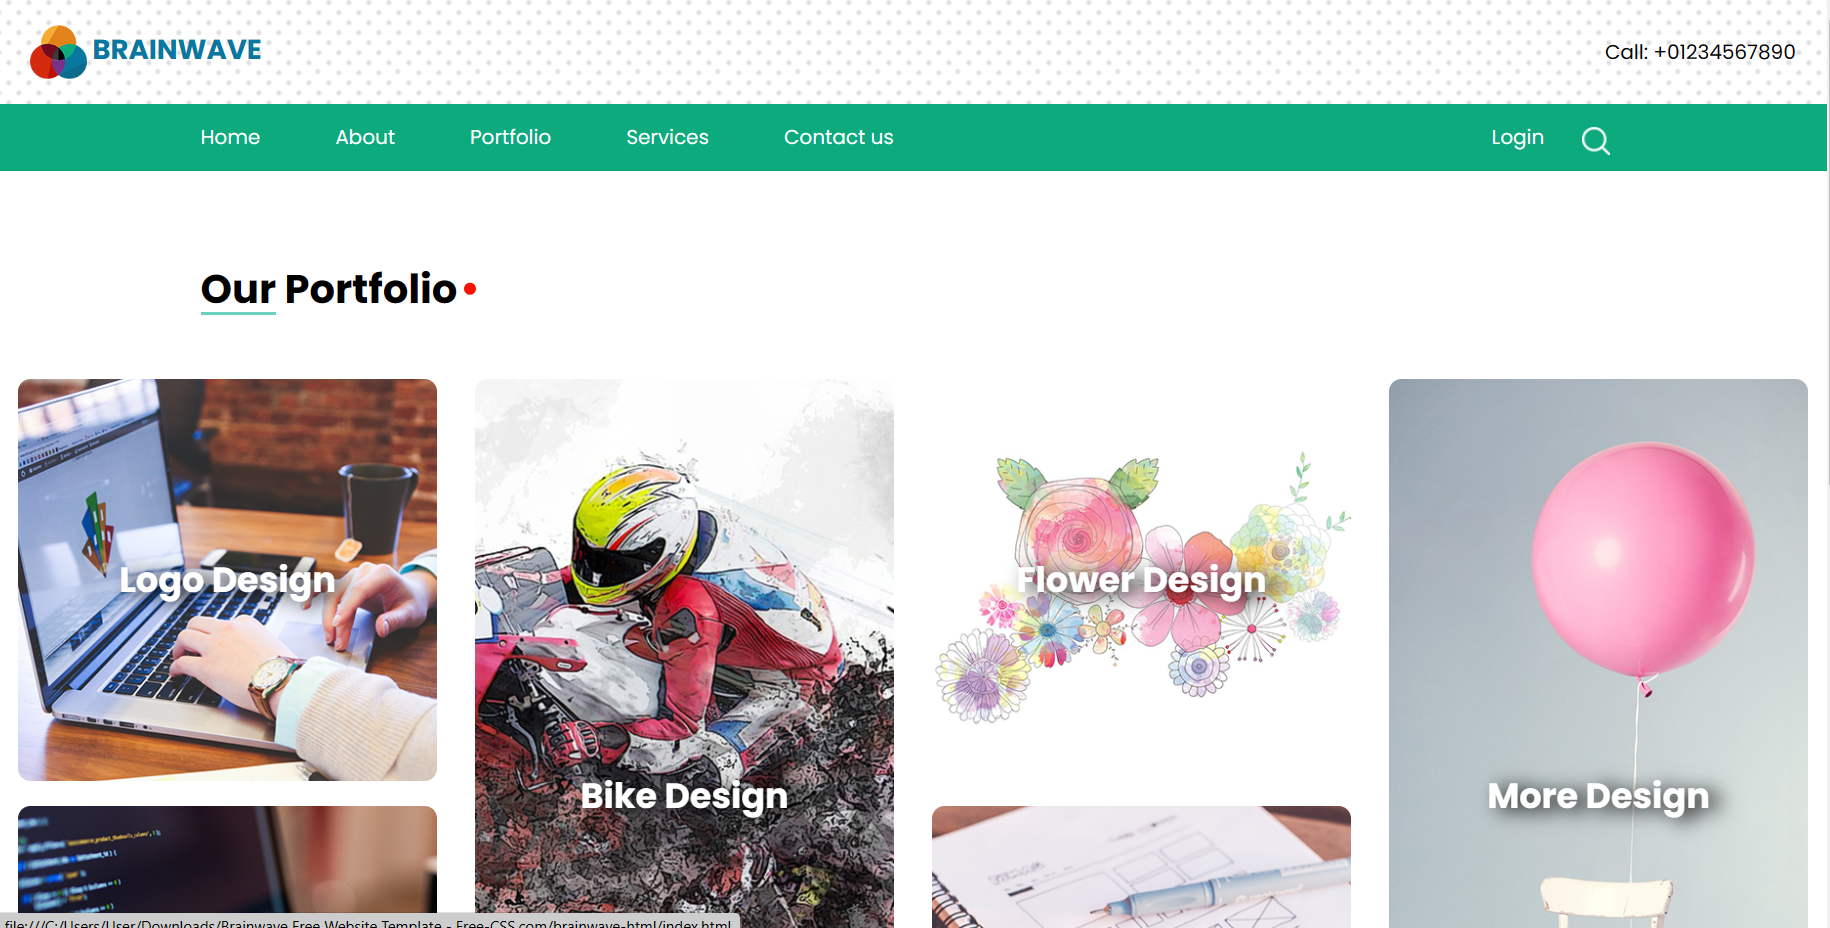 BRAINWAVE
Call: +01234567890
Home About Portfolio Services Contact us Login
Our Portfolio
Logo Design
Flower Design
Bike Design
More Design
file:///C:/Users/User/Downloads/Brainwave Free Website Template - Free-CSS.com/brainwave-html/index.html